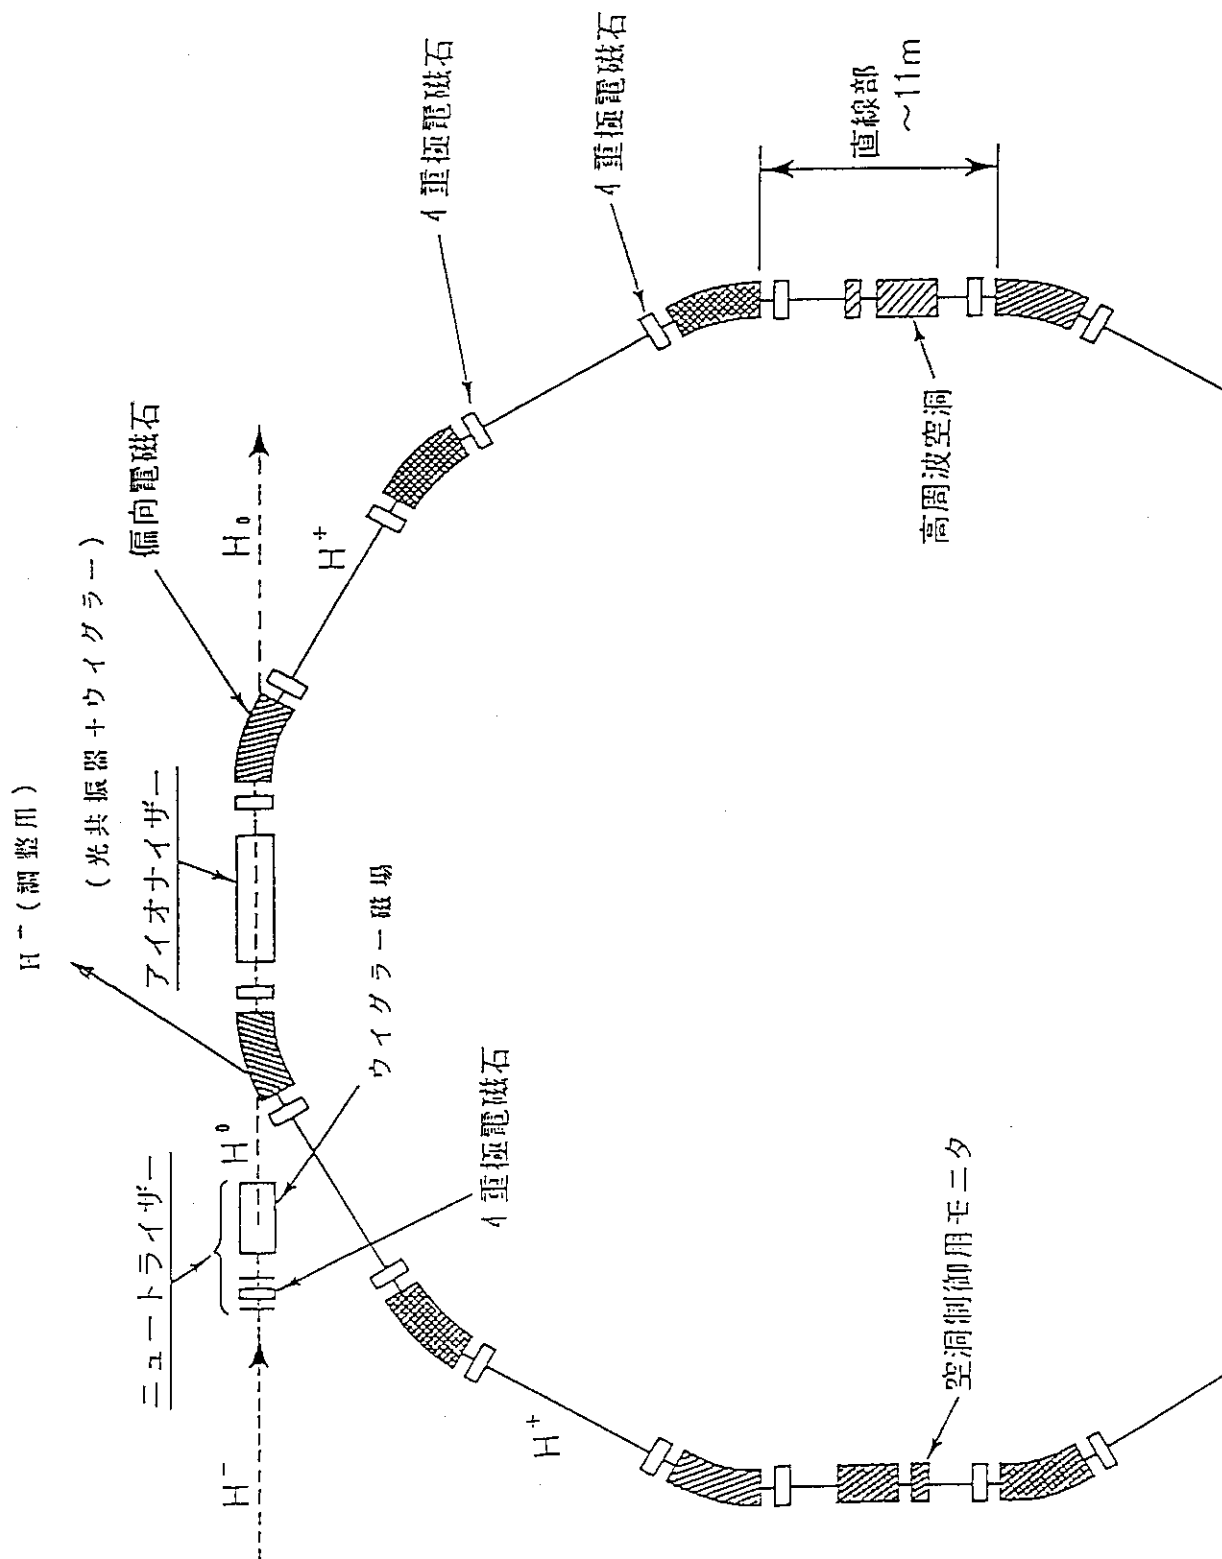 H⁻(調整用)
(光共振器+ウイグラー)
アイオナイザー
偏向電磁石
ニュートライザー
H⁻
H⁰
H₀
H⁺
ウイグラー磁場
4重極電磁石
4重極電磁石
4重極電磁石
H⁺
直線部
~11m
高周波空洞
空洞制御用モニタ